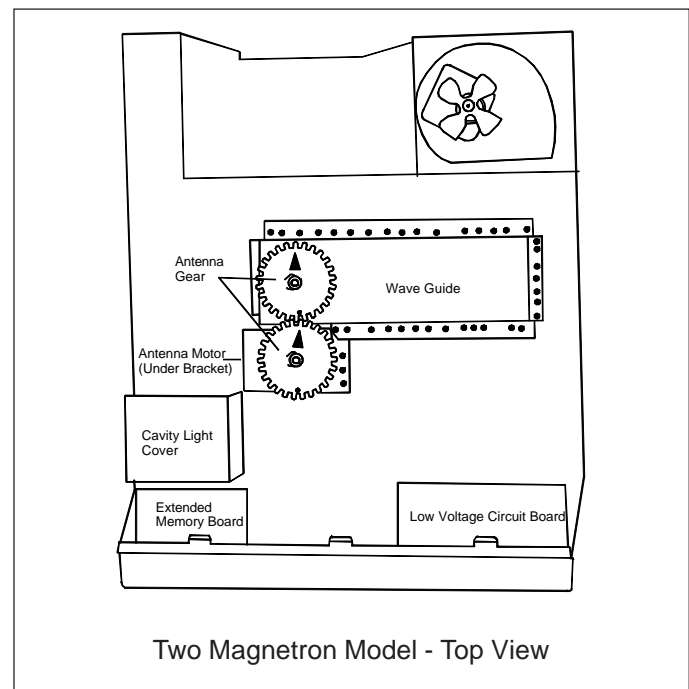 Antenna
Gear
Wave Guide
Antenna Motor
(Under Bracket)
Cavity Light
Cover
Extended
Memory Board
Low Voltage Circuit Board
Two Magnetron Model - Top View